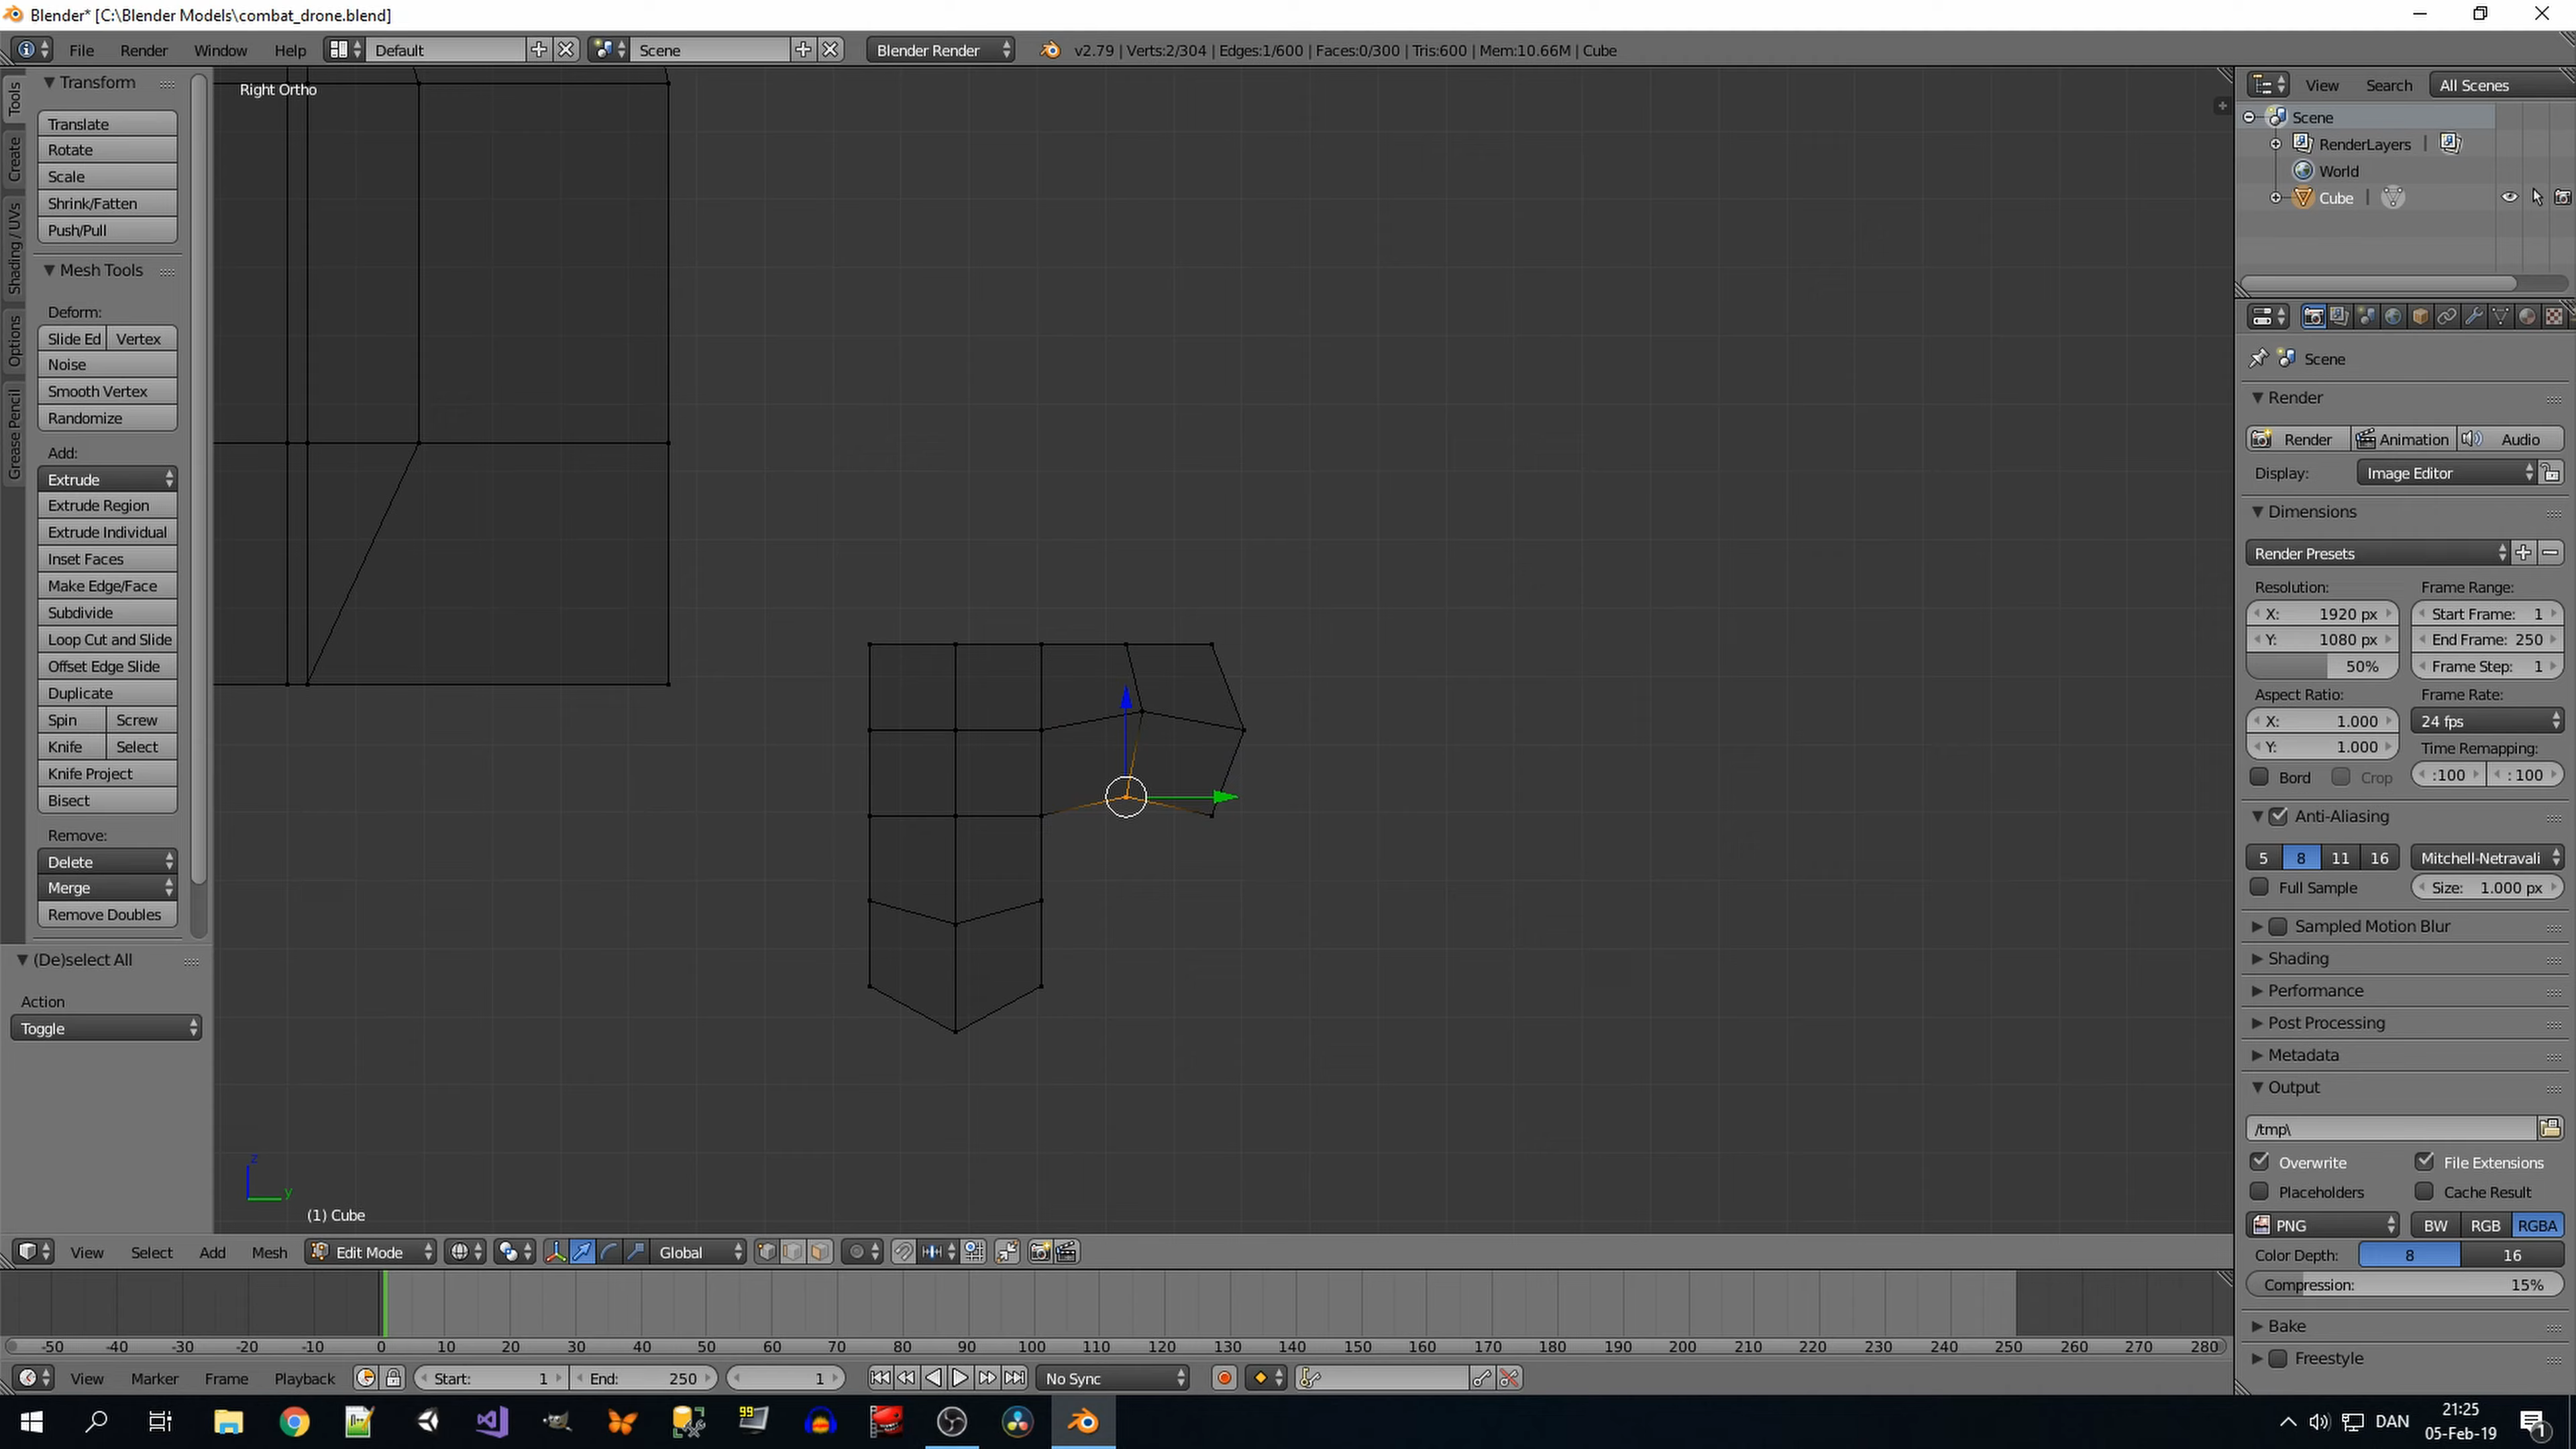 Blender* [C:\Blender Models\combat_drone.blend]
File Render Window Help Default Scene Blender Render v2.79 | Verts:2/304 | Edges:1/600 | Faces:0/300 | Tris:600 | Mem:10.66M | Cube
Tools
Create
Shading / UVs
Options
Grease Pencil
Transform
Translate
Rotate
Scale
Shrink/Fatten
Push/Pull
Mesh Tools
Deform:
Slide Ed Vertex
Noise
Smooth Vertex
Randomize
Add:
Extrude
Extrude Region
Extrude Individual
Inset Faces
Make Edge/Face
Subdivide
Loop Cut and Slide
Offset Edge Slide
Duplicate
Spin Screw
Knife Select
Knife Project
Bisect
Remove:
Delete
Merge
Remove Doubles
(De)select All
Action
Toggle
Right Ortho
z
y
(1) Cube
View Select Add Mesh Edit Mode Global
-50 -40 -30 -20 -10 0 10 20 30 40 50 60 70 80 90 100 110 120 130 140 150 160 170 180 190 200 210 220 230 240 250 260 270 280
View Marker Frame Playback Start: 1 End: 250 1 No Sync
View Search All Scenes
Scene
RenderLayers |
World
Cube |
Scene
Render
Render Animation Audio
Display: Image Editor
Dimensions
Render Presets
Resolution: Frame Range:
X: 1920 px Start Frame: 1
Y: 1080 px End Frame: 250
50% Frame Step: 1
Aspect Ratio: Frame Rate:
X: 1.000 24 fps
Y: 1.000 Time Remapping:
Bord Crop :100 : 100
Anti-Aliasing
5 8 11 16 Mitchell-Netravali
Full Sample Size: 1.000 px
Sampled Motion Blur
Shading
Performance
Post Processing
Metadata
Output
/tmp\
Overwrite File Extensions
Placeholders Cache Result
PNG BW RGB RGBA
Color Depth: 8 16
Compression: 15%
Bake
Freestyle
99
DAN
21:25
05-Feb-19
1